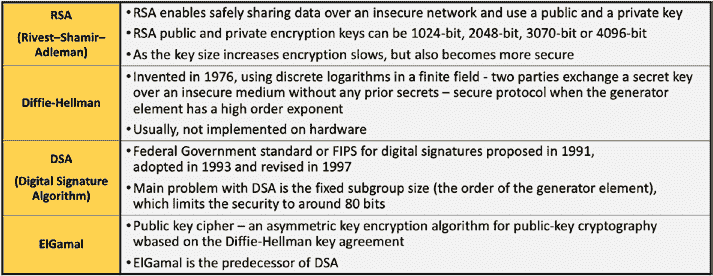 RSA
(Rivest–Shamir–
Adleman)
• RSA enables safely sharing data over an insecure network and use a public and a private key
• RSA public and private encryption keys can be 1024-bit, 2048-bit, 3070-bit or 4096-bit
• As the key size increases encryption slows, but also becomes more secure
Diffie-Hellman
• Invented in 1976, using discrete logarithms in a finite field - two parties exchange a secret key
over an insecure medium without any prior secrets – secure protocol when the generator
element has a high order exponent
• Usually, not implemented on hardware
DSA
(Digital Signature
Algorithm)
• Federal Government standard or FIPS for digital signatures proposed in 1991,
adopted in 1993 and revised in 1997
• Main problem with DSA is the fixed subgroup size (the order of the generator element),
which limits the security to around 80 bits
ElGamal
• Public key cipher – an asymmetric key encryption algorithm for public-key cryptography
wbased on the Diffie-Hellman key agreement
• ElGamal is the predecessor of DSA